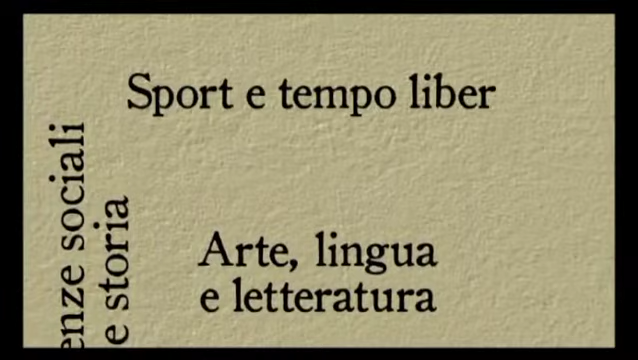 Sport e tempo liber
enze sociali
e storia
Arte, lingua
e letteratura